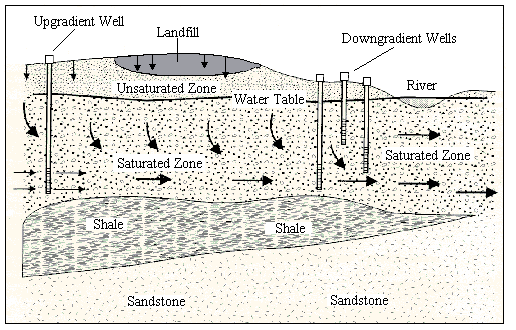 Upgradient Well
Landfill
Downgradient Wells
River
Unsaturated Zone
Water Table
Saturated Zone
Saturated Zone
Shale
Shale
Sandstone
Sandstone